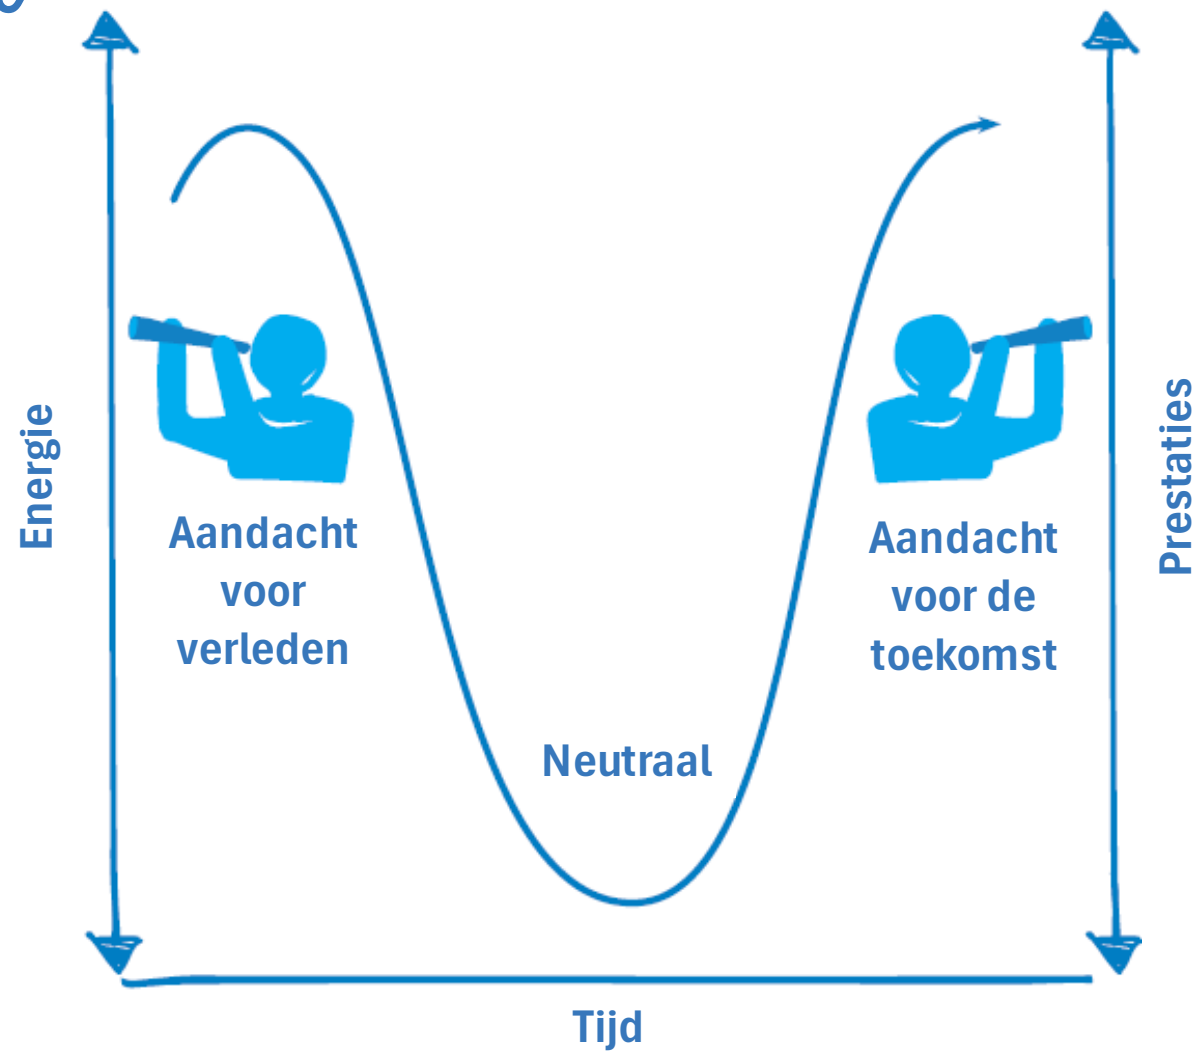 Energie
Aandacht
voor
verleden
Neutraal
Aandacht
voor de
toekomst
Prestaties
Tijd